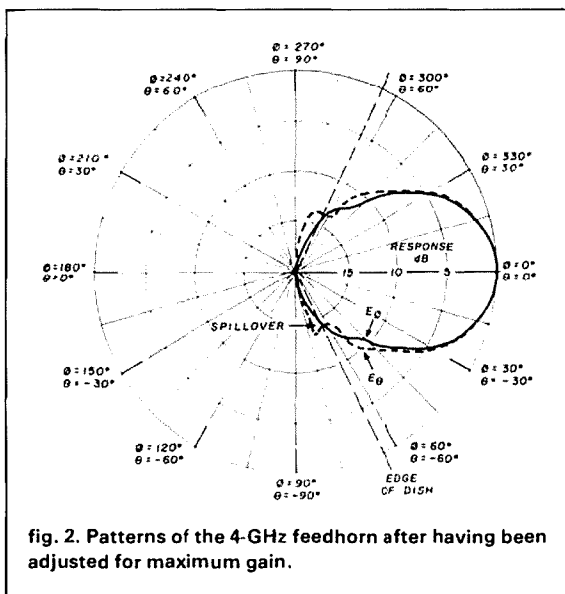 Ø=270°
θ=90°
Ø=240°
θ=60°
Ø=300°
θ=60°
Ø=210°
θ=30°
Ø=330°
θ=30°
RESPONSE
dB
Ø=180°
θ=0°
15
10
5
Ø=0°
θ=0°
SPILLOVER
EØ
Eθ
Ø=150°
θ=-30°
Ø=30°
θ=-30°
Ø=120°
θ=-60°
Ø=60°
θ=-60°
Ø=90°
θ=-90°
EDGE
OF DISH
fig. 2. Patterns of the 4-GHz feedhorn after having been
adjusted for maximum gain.